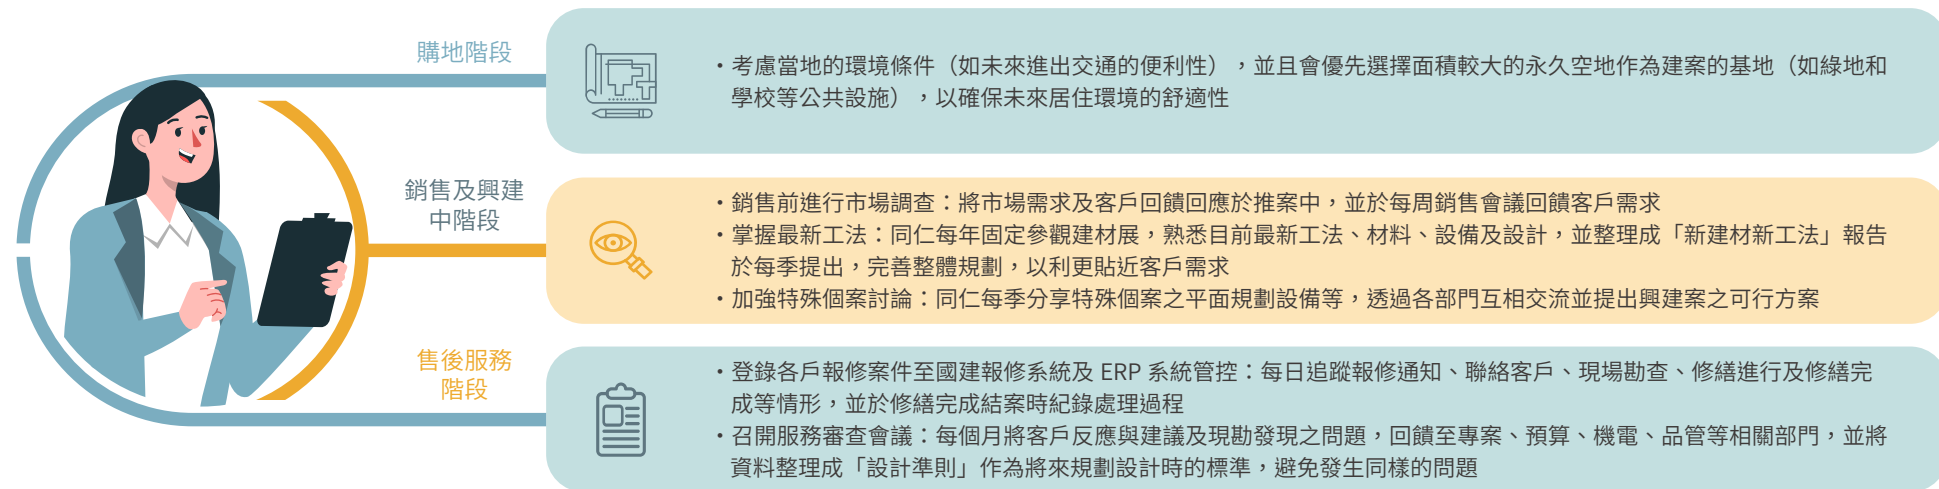 購地階段
・考慮當地的環境條件（如未來進出交通的便利性），並且會優先選擇面積較大的永久空地作為建案的基地（如綠地和
學校等公共設施），以確保未來居住環境的舒適性
銷售及興建
中階段
・銷售前進行市場調查：將市場需求及客戶回饋回應於推案中，並於每周銷售會議回饋客戶需求
・掌握最新工法：同仁每年固定參觀建材展，熟悉目前最新工法、材料、設備及設計，並整理成「新建材新工法」報告
於每季提出，完善整體規劃，以利更貼近客戶需求
・加強特殊個案討論：同仁每季分享特殊個案之平面規劃設備等，透過各部門互相交流並提出興建案之可行方案
售後服務
階段
・登錄各戶報修案件至國建報修系統及 ERP 系統管控：每日追蹤報修通知、聯絡客戶、現場勘查、修繕進行及修繕完
成等情形，並於修繕完成結案時紀錄處理過程
・召開服務審查會議：每個月將客戶反應與建議及現勘發現之問題，回饋至專案、預算、機電、品管等相關部門，並將
資料整理成「設計準則」作為將來規劃設計時的標準，避免發生同樣的問題